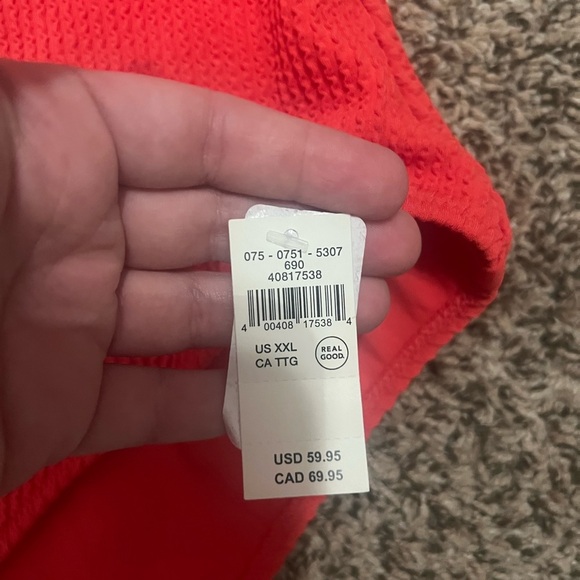 075 - 0751 - 5307
690
40817538
4 00408 17538 4
US XXL
CA TTG
REAL
GOOD.
USD 59.95
CAD 69.95